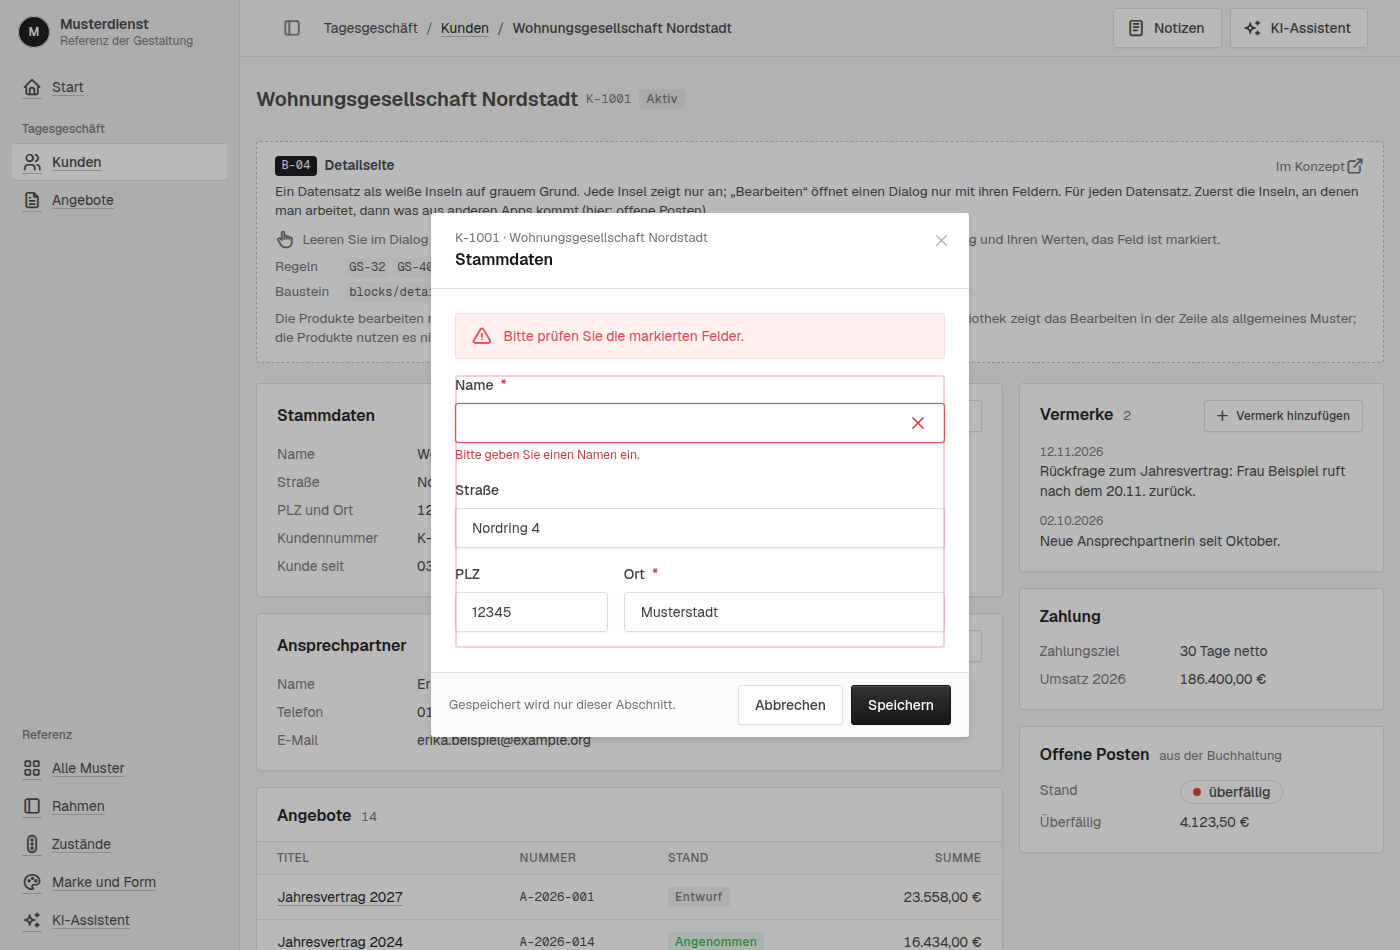 Musterdienst
M
Referenz der Gestaltung
Start
Tagesgeschäft
Kunden
Angebote
Referenz
Alle Muster
Rahmen
Zustände
Marke und Form
KI-Assistent
Tagesgeschäft / Kunden / Wohnungsgesellschaft Nordstadt
Notizen
KI-Assistent
Wohnungsgesellschaft Nordstadt K-1001 Aktiv
B-04 Detailseite
Im Konzept
Ein Datensatz als weiße Inseln auf grauem Grund. Jede Insel zeigt nur an; „Bearbeiten“ öffnet einen Dialog nur mit ihren Feldern. Für jeden Datensatz. Zuerst die Inseln, an denen
man arbeitet, dann was aus anderen Apps kommt (hier: offene Posten)
Leeren Sie im Dialog
g und Ihren Werten, das Feld ist markiert.
Regeln GS-32
Baustein
Die Produkte bearbeiten
zeigt das Bearbeiten in der Zeile als allgemeines Muster;
die Produkte nutzen es
K-1001 · Wohnungsgesellschaft Nordstadt
Stammdaten
Bitte prüfen Sie die markierten Felder.
Name *
Bitte geben Sie einen Namen ein.
Straße
Nordring 4
PLZ
Ort *
12345
Musterstadt
Gespeichert wird nur dieser Abschnitt.
Abbrechen
Speichern
Stammdaten
Name
Straße
PLZ und Ort
Kundennummer
Kunde seit
Ansprechpartner
Name
Telefon
E-Mail erika.beispiel@example.org
Angebote 14
TITEL NUMMER STAND SUMME
Jahresvertrag 2027 A-2026-001 Entwurf 23.558,00 €
Jahresvertrag 2024 A-2026-014 Angenommen 16.434,00 €
Vermerke 2
Vermerk hinzufügen
12.11.2026
Rückfrage zum Jahresvertrag: Frau Beispiel ruft
nach dem 20.11. zurück.
02.10.2026
Neue Ansprechpartnerin seit Oktober.
Zahlung
Zahlungsziel 30 Tage netto
Umsatz 2026 186.400,00 €
Offene Posten aus der Buchhaltung
Stand überfällig
Überfällig 4.123,50 €